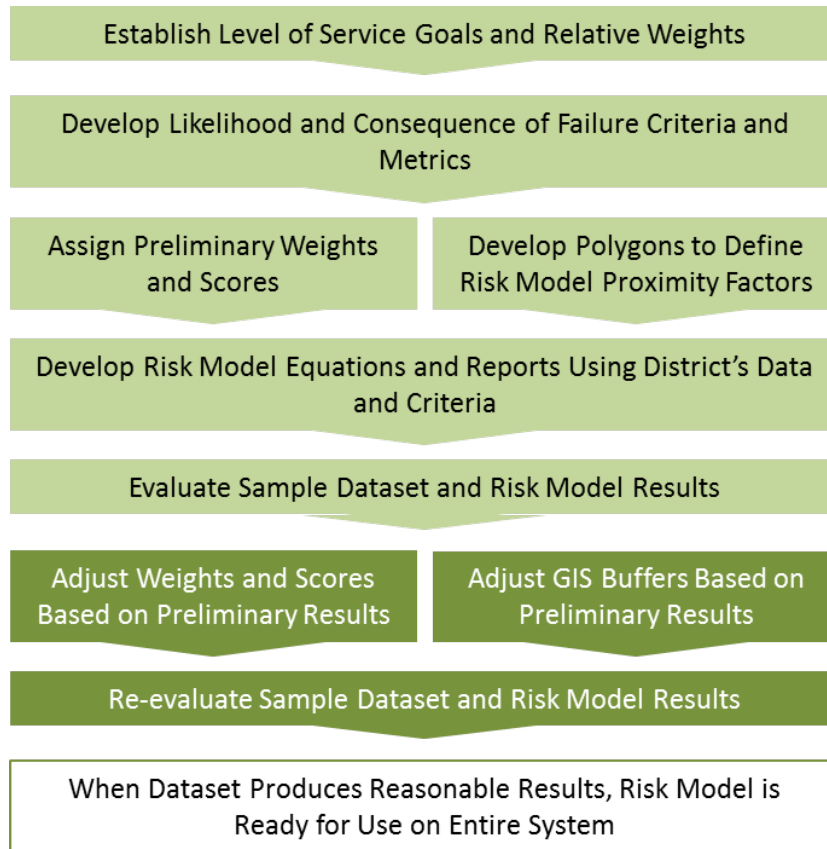 Establish Level of Service Goals and Relative Weights
Develop Likelihood and Consequence of Failure Criteria and
Metrics
Assign Preliminary Weights
and Scores
Develop Polygons to Define
Risk Model Proximity Factors
Develop Risk Model Equations and Reports Using District’s Data
and Criteria
Evaluate Sample Dataset and Risk Model Results
Adjust Weights and Scores
Based on Preliminary Results
Adjust GIS Buffers Based on
Preliminary Results
Re-evaluate Sample Dataset and Risk Model Results
When Dataset Produces Reasonable Results, Risk Model is
Ready for Use on Entire System